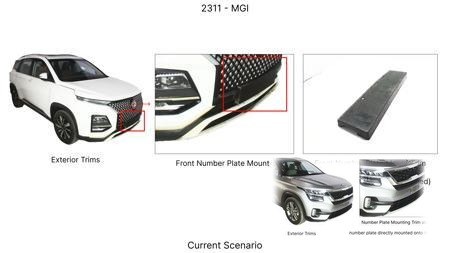 2311 - MGI
Exterior Trims
Front Number Plate Mount
Exterior Trims
Number Plate Mounting Trim
number plate directly mounted onto
Current Scenario